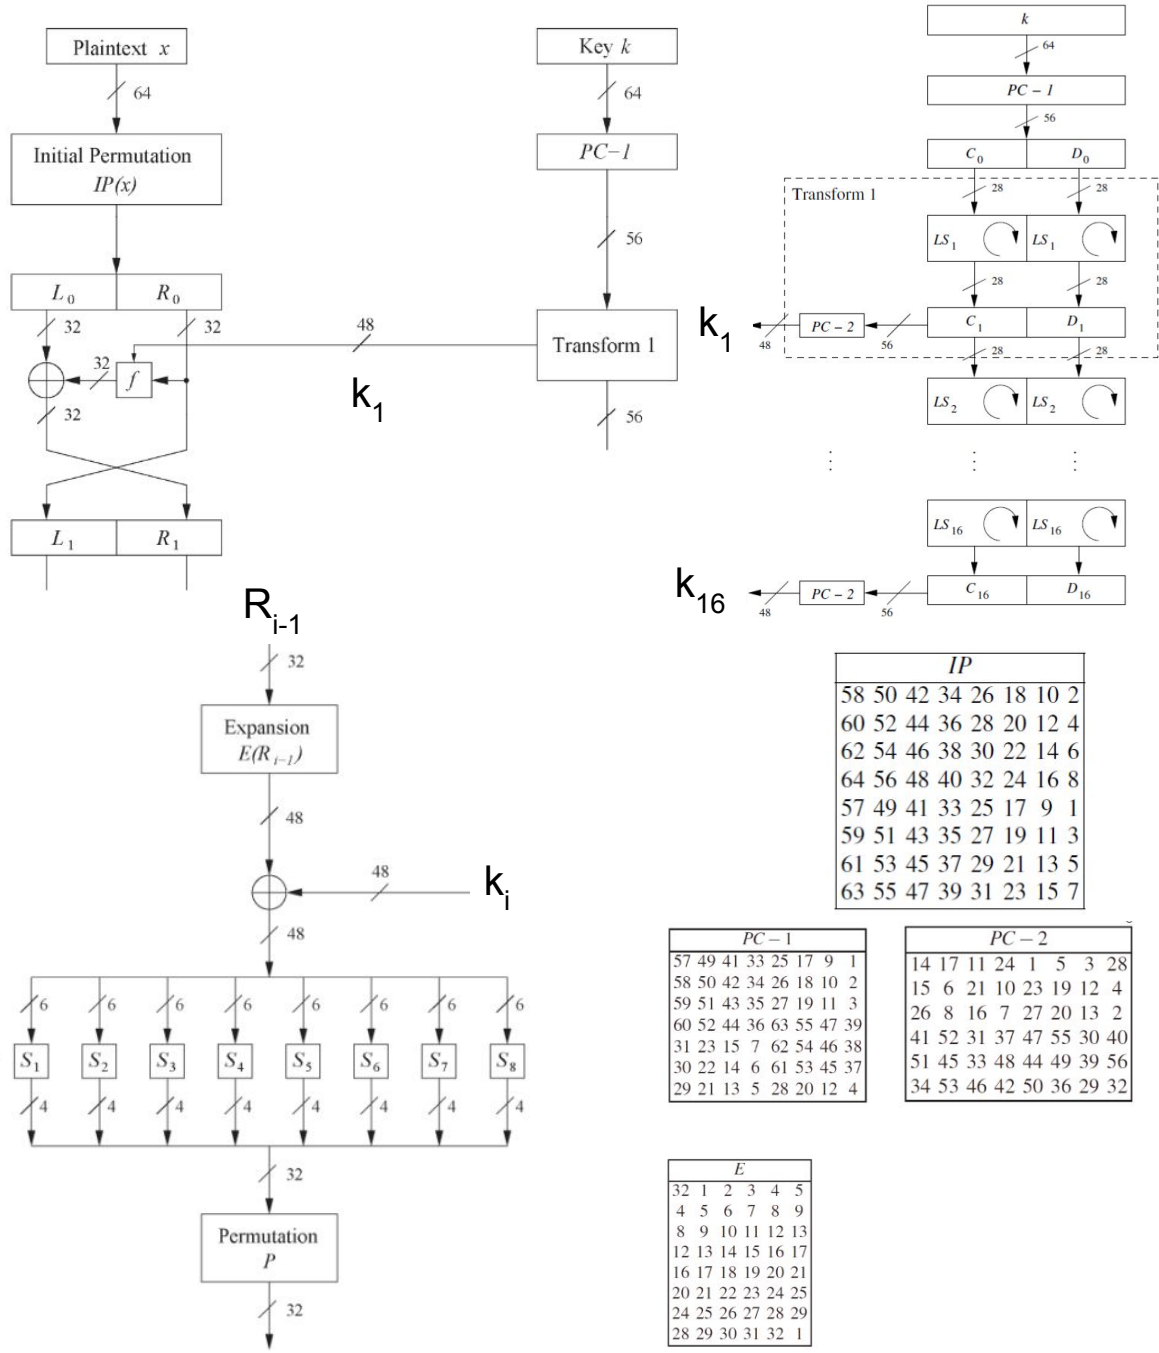 Plaintext x
64
Initial Permutation
IP(x)
L0 R0
32 32
32
f
32
L1 R1
Key k
64
PC−1
56
48
k1
Transform 1
56
k
64
PC − 1
56
C0 D0
Transform 1
28 28
LS1 LS1
28 28
k1
48
PC − 2
56
C1 D1
28 28
LS2 LS2
⋮ ⋮ ⋮
LS16 LS16
k16
48
PC − 2
56
C16 D16
Ri-1
32
Expansion
E(Ri−1)
48
48
ki
48
6 6 6 6 6 6 6 6
S1 S2 S3 S4 S5 S6 S7 S8
4 4 4 4 4 4 4 4
32
Permutation
P
32
IP
58 50 42 34 26 18 10 2
60 52 44 36 28 20 12 4
62 54 46 38 30 22 14 6
64 56 48 40 32 24 16 8
57 49 41 33 25 17 9 1
59 51 43 35 27 19 11 3
61 53 45 37 29 21 13 5
63 55 47 39 31 23 15 7
PC − 1
57 49 41 33 25 17 9 1
58 50 42 34 26 18 10 2
59 51 43 35 27 19 11 3
60 52 44 36 63 55 47 39
31 23 15 7 62 54 46 38
30 22 14 6 61 53 45 37
29 21 13 5 28 20 12 4
PC − 2
14 17 11 24 1 5 3 28
15 6 21 10 23 19 12 4
26 8 16 7 27 20 13 2
41 52 31 37 47 55 30 40
51 45 33 48 44 49 39 56
34 53 46 42 50 36 29 32
E
32 1 2 3 4 5
4 5 6 7 8 9
8 9 10 11 12 13
12 13 14 15 16 17
16 17 18 19 20 21
20 21 22 23 24 25
24 25 26 27 28 29
28 29 30 31 32 1